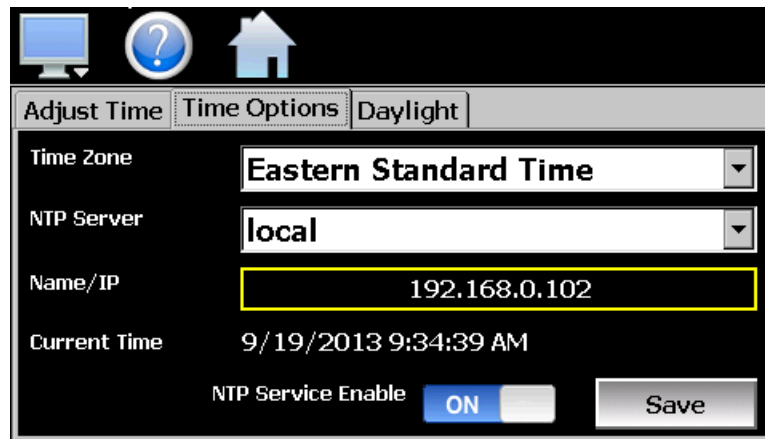 ?
Adjust Time Time Options Daylight
Time Zone Eastern Standard Time
NTP Server local
Name/IP 192.168.0.102
Current Time 9/19/2013 9:34:39 AM
NTP Service Enable ON Save